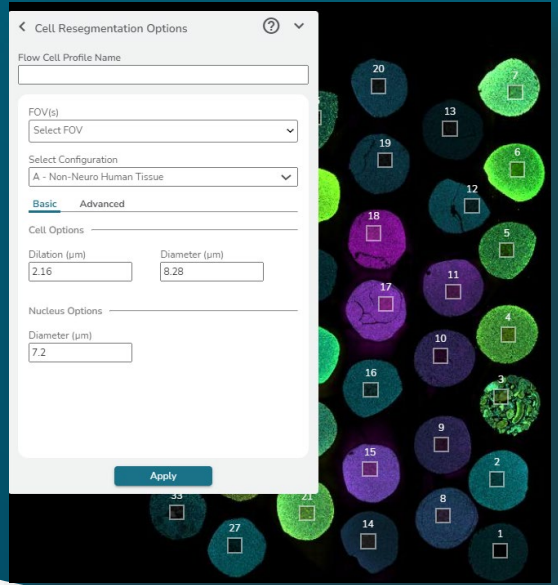 Cell Resegmentation Options
Flow Cell Profile Name
FOV(s)
Select FOV
Select Configuration
A - Non-Neuro Human Tissue
Basic Advanced
Cell Options
Dilation (μm) Diameter (μm)
2.16 8.28
Nucleus Options
Diameter (μm)
7.2
Apply
20
7
13
19
6
12
18
5
11
17
4
10
16
3
9
15
2
33
21
8
27
14
1